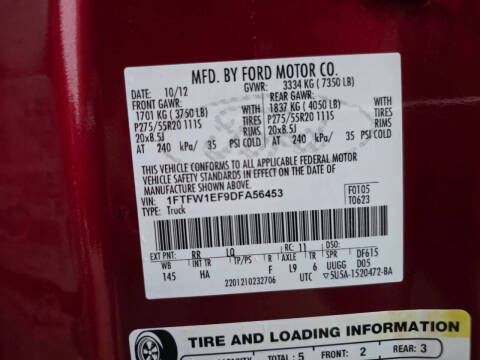 MFD. BY FORD MOTOR CO.
DATE: 10/12 GVWR: 3334 KG ( 7350 LB)
FRONT GAWR: REAR GAWR:
1701 KG ( 3750 LB) 1837 KG ( 4050 LB)
P275/55R20 111S TIRES P275/55R20 111S TIRES
20x8.5J RIMS 20x8.5J RIMS
AT 240 kPa/ 35 PSI COLD AT 240 kPa/ 35 PSI COLD
THIS VEHICLE CONFORMS TO ALL APPLICABLE FEDERAL MOTOR
VEHICLE SAFETY STANDARDS IN EFFECT ON THE DATE OF
MANUFACTURE SHOWN ABOVE.
VIN: 1FTFW1EF9DFA56453 F0105
TYPE: Truck T0623
EXT PNT: RR LQ RC: 11 DSO:
WB INT TR TP/PS R AXLE TR SPR DF615
145 HA F L9 6 UUGG D05
2201210232706 UTC 5U5A-1520472-BA
TIRE AND LOADING INFORMATION
CAPACITY TOTAL 5 FRONT: 2 REAR: 3